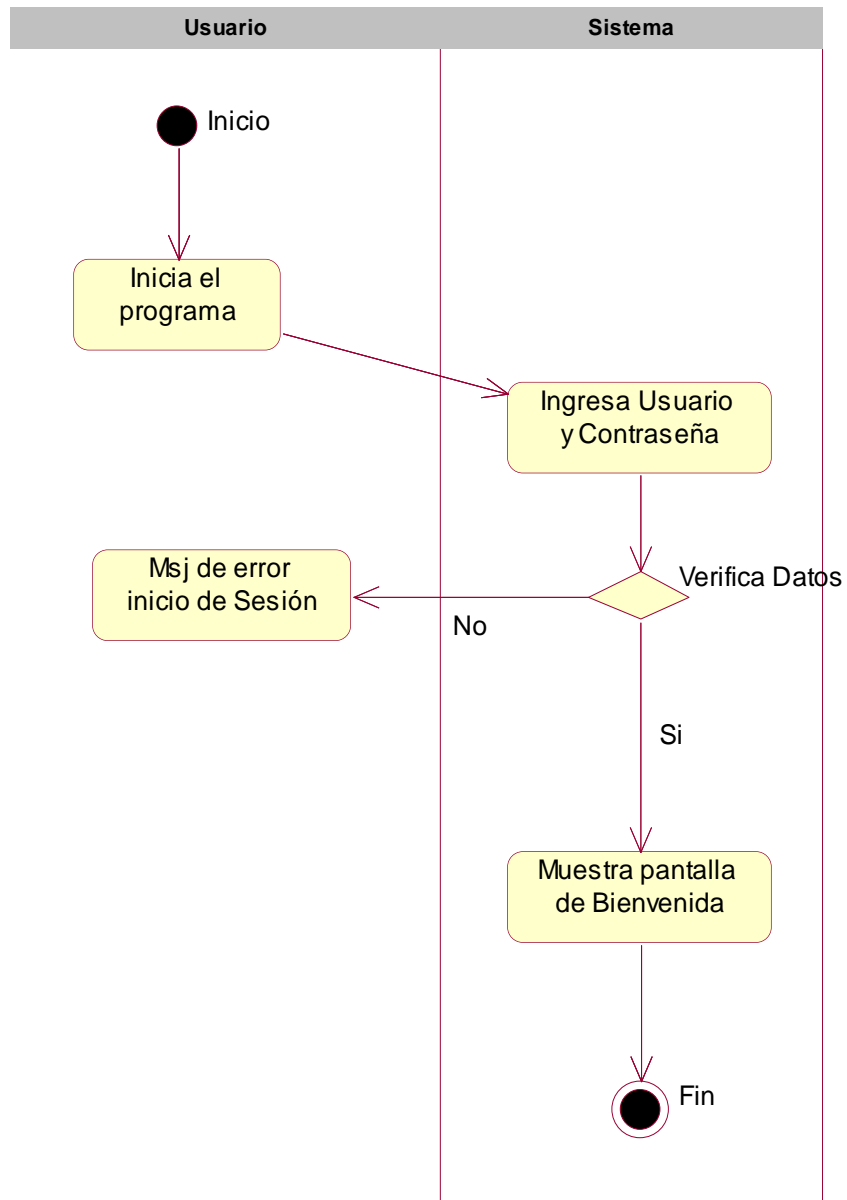 Usuario
Sistema
Inicio
Inicia el
programa
Ingresa Usuario
y Contraseña
Verifica Datos
Msj de error
inicio de Sesión
No
Si
Muestra pantalla
de Bienvenida
Fin